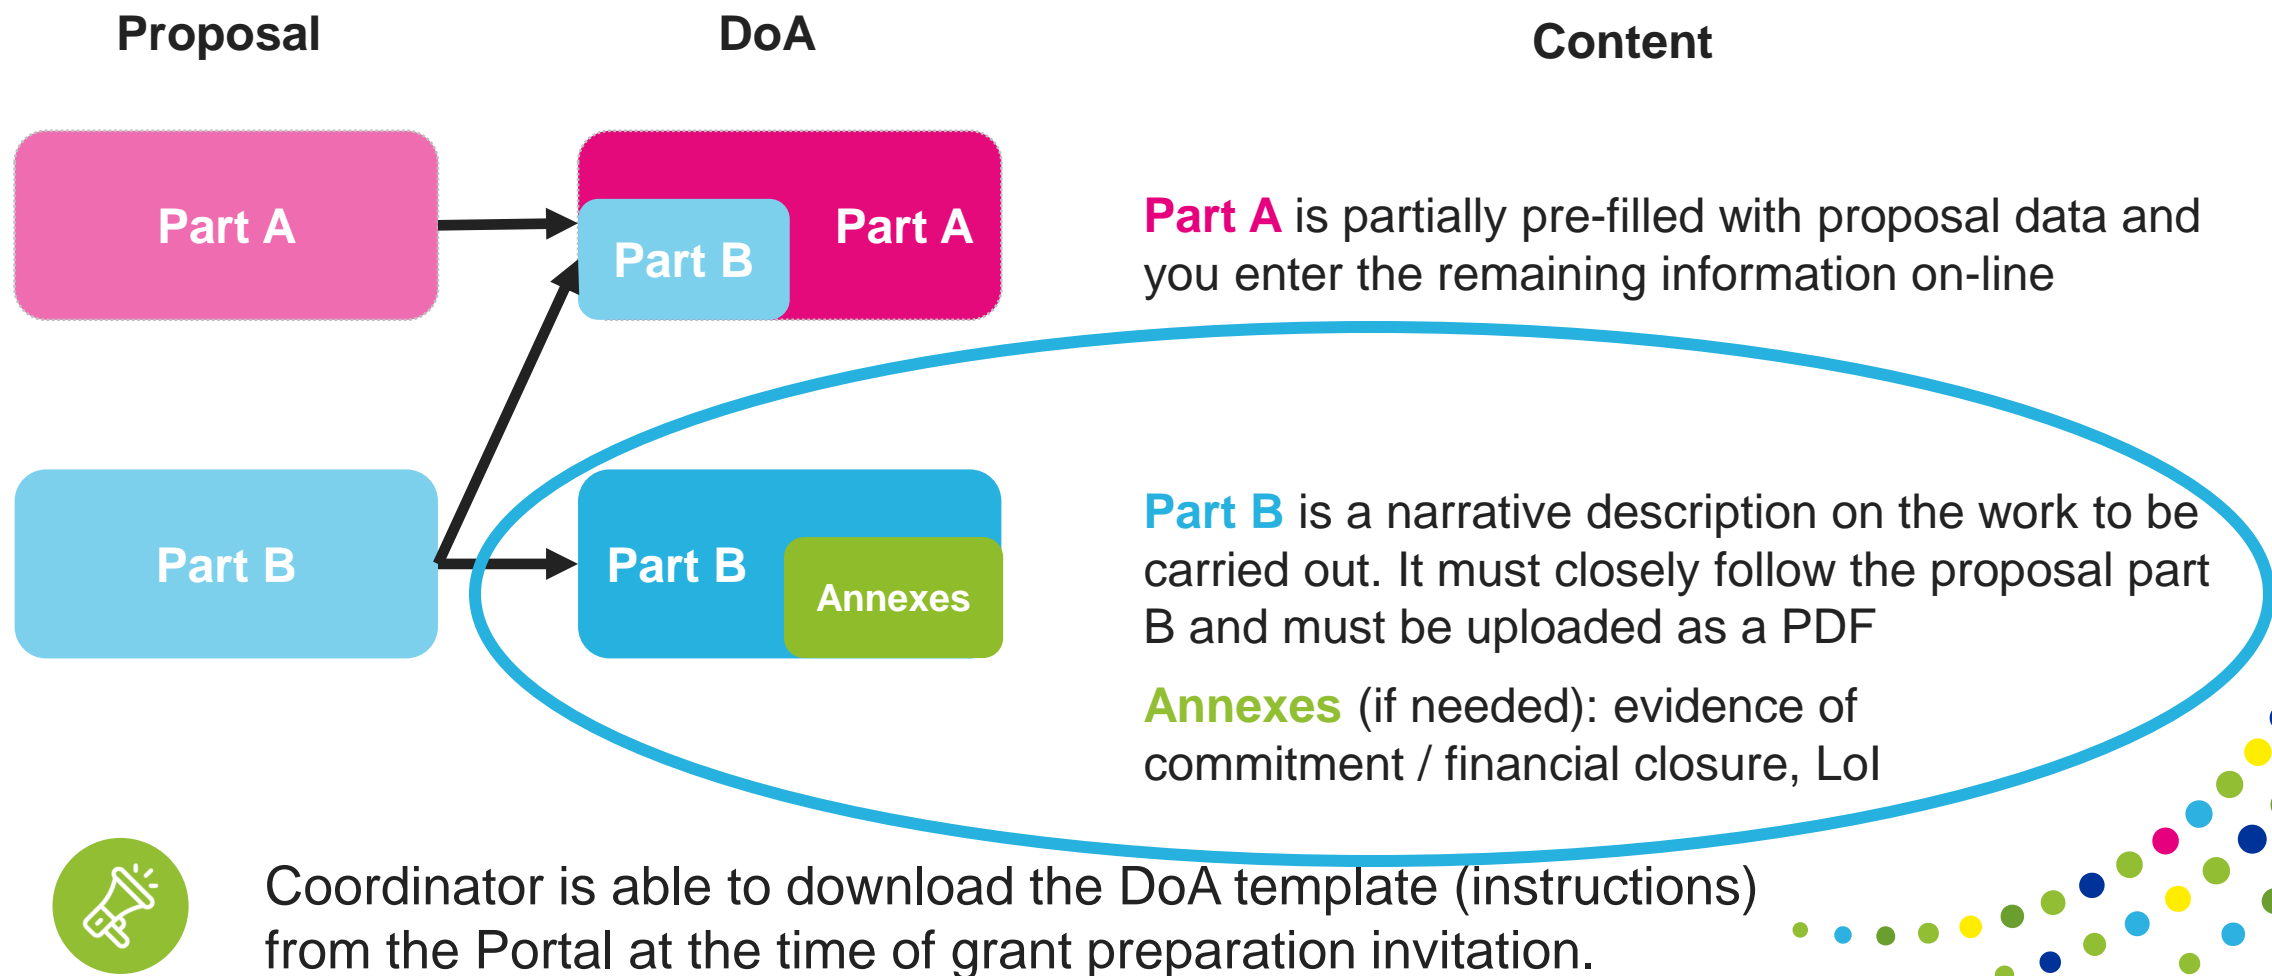 Proposal
DoA
Content
Part A
Part A
Part B
Part A is partially pre-filled with proposal data and
you enter the remaining information on-line
Part B
Part B
Annexes
Part B is a narrative description on the work to be
carried out. It must closely follow the proposal part
B and must be uploaded as a PDF
Annexes (if needed): evidence of
commitment / financial closure, LoI
Coordinator is able to download the DoA template (instructions)
from the Portal at the time of grant preparation invitation.